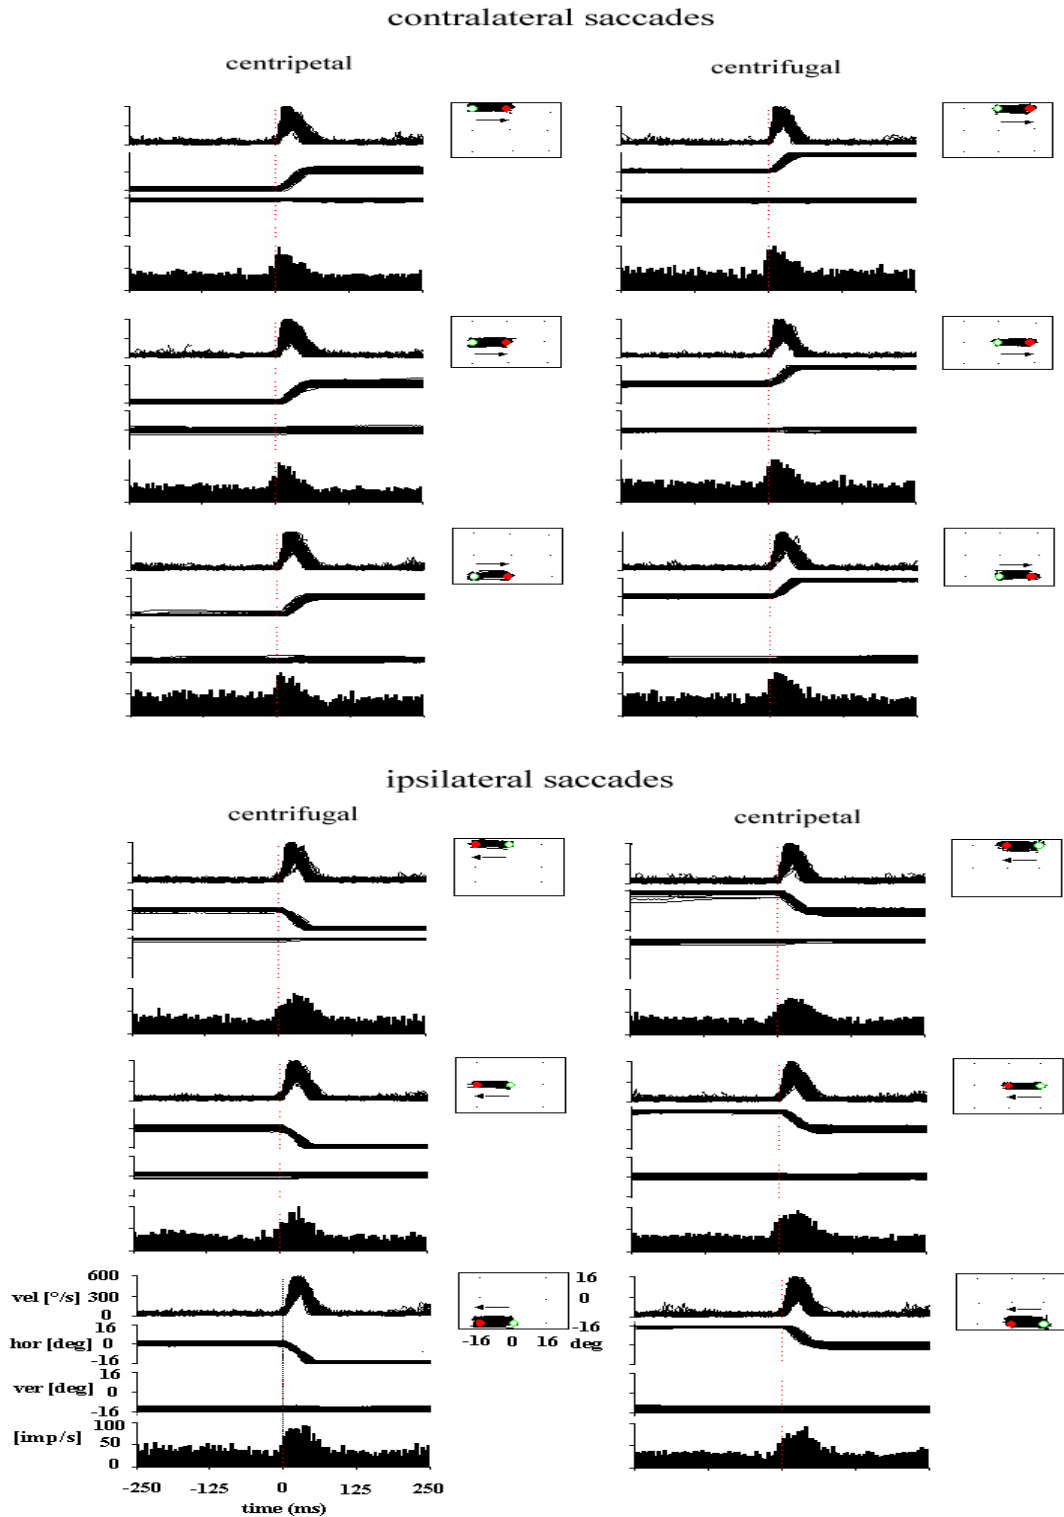 contralateral saccades
centripetal
centrifugal
ipsilateral saccades
centrifugal
centripetal
600
vel [°/s] 300
0
16
hor [deg] 0
-16
16
ver [deg] 0
-16
100
[imp/s] 50
0
-250 -125 0 125 250
time (ms)
16
0
-16
-16 0 16 deg